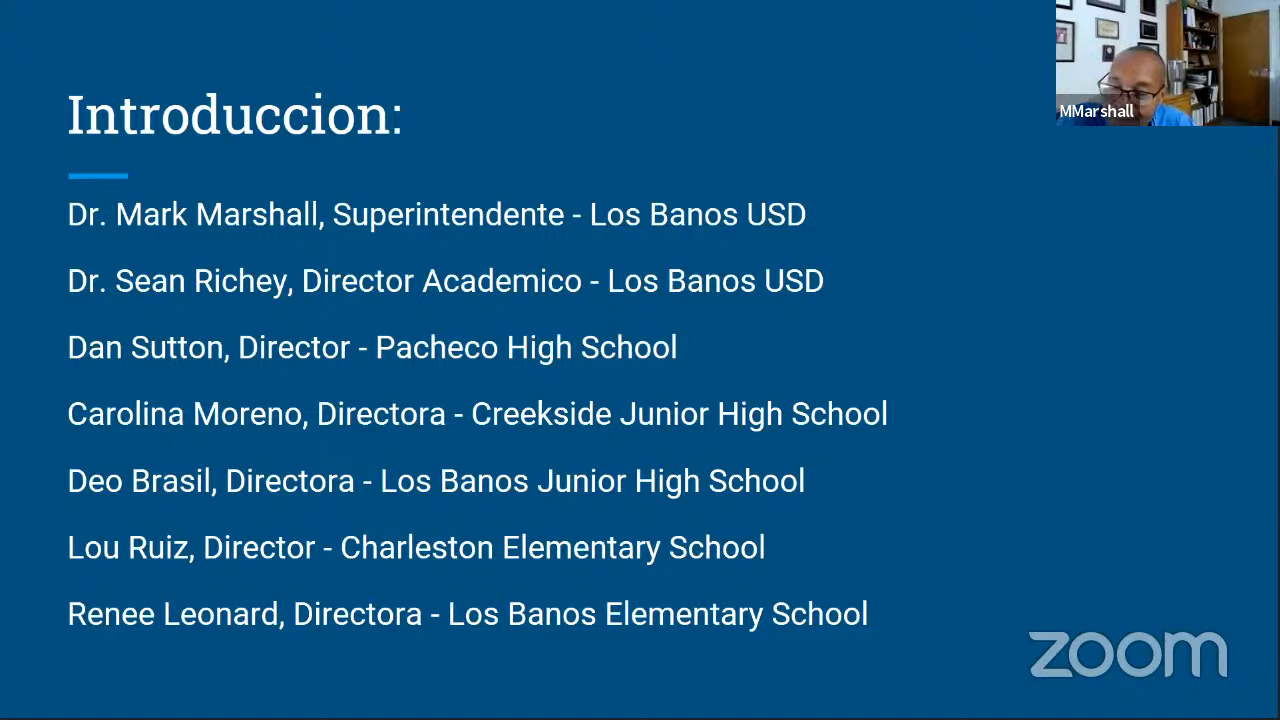 Introduccion:
MMarshall
Dr. Mark Marshall, Superintendente - Los Banos USD
Dr. Sean Richey, Director Academico - Los Banos USD
Dan Sutton, Director - Pacheco High School
Carolina Moreno, Directora - Creekside Junior High School
Deo Brasil, Directora - Los Banos Junior High School
Lou Ruiz, Director - Charleston Elementary School
Renee Leonard, Directora - Los Banos Elementary School
zoom